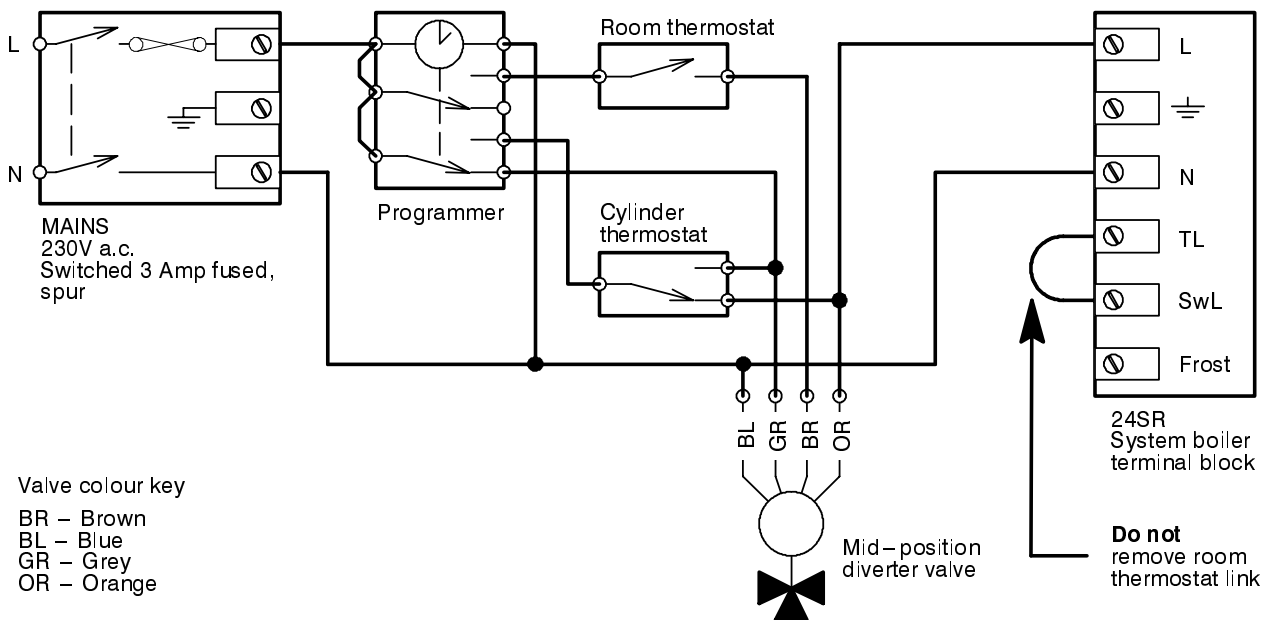 L
N
MAINS
230V a.c.
Switched 3 Amp fused,
spur
Programmer
Room thermostat
Cylinder
thermostat
L
N
TL
SwL
Frost
24SR
System boiler
terminal block
Do not
remove room
thermostat link
BL
GR
BR
OR
Mid–position
diverter valve
Valve colour key
BR – Brown
BL – Blue
GR – Grey
OR – Orange